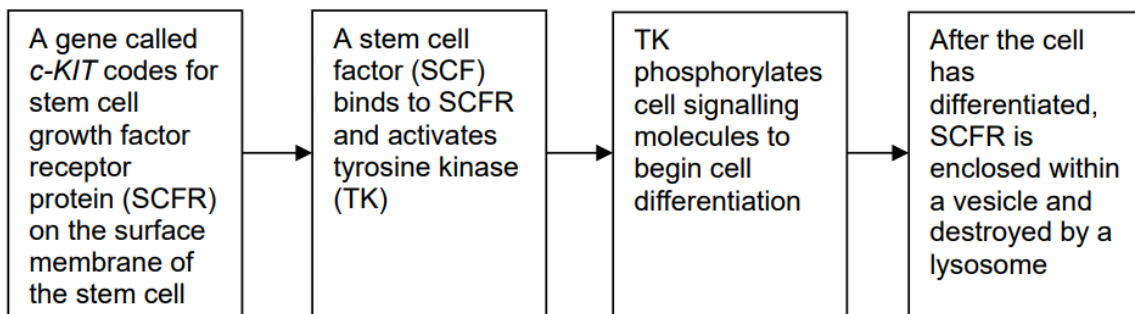 A gene called
c-KIT codes for
stem cell
growth factor
receptor
protein (SCFR)
on the surface
membrane of
the stem cell
A stem cell
factor (SCF)
binds to SCFR
and activates
tyrosine kinase
(TK)
TK
phosphorylates
cell signalling
molecules to
begin cell
differentiation
After the cell
has
differentiated,
SCFR is
enclosed within
a vesicle and
destroyed by a
lysosome